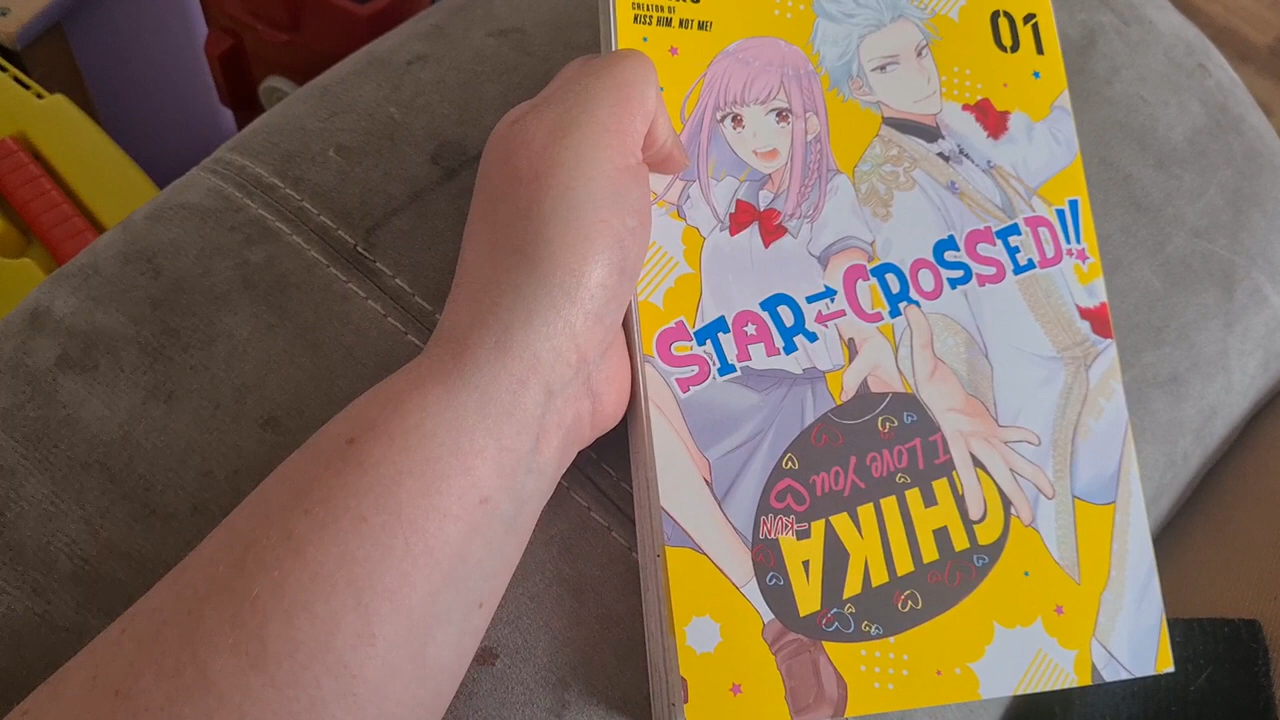 CREATOR OF
KISS HIM, NOT ME!
01
STAR⇄CROSSED!!
I LOVE YOU
CHIKA
-KUN